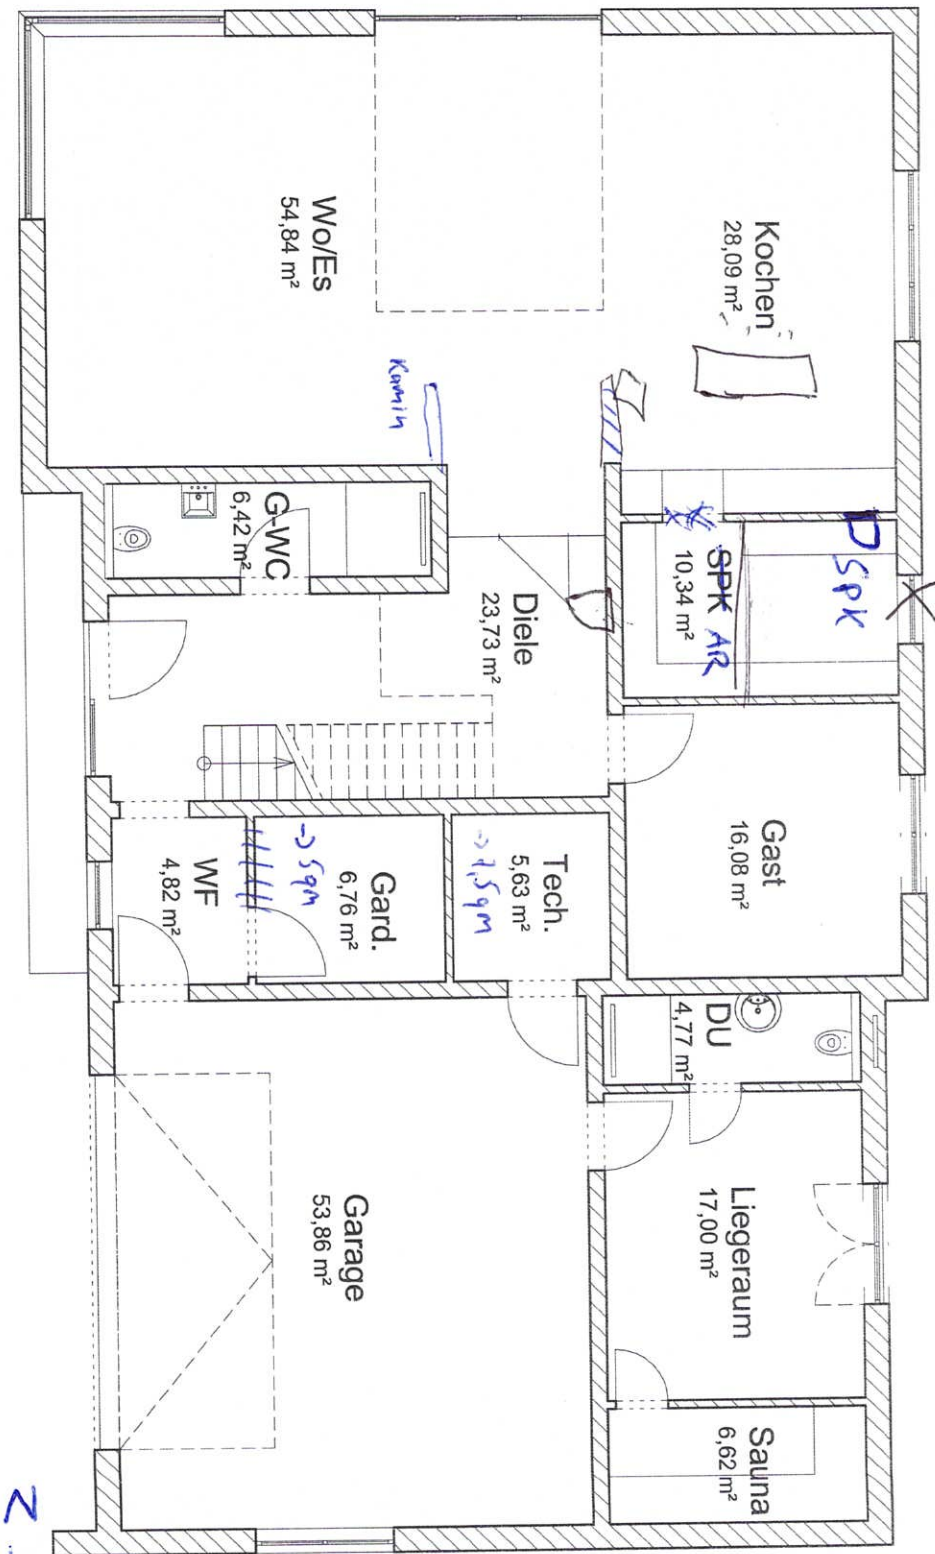 Kochen
28,09 m²
Wo/Es
54,84 m²
Kamin
SPK
SPK AR
10,34 m²
G-WC
6,42 m²
Diele
23,73 m²
Gast
16,08 m²
Tech.
5,63 m²
-> 7,5qm
Gard.
6,76 m²
-> 5qm
WF
4,82 m²
DU
4,77 m²
Liegeraum
17,00 m²
Garage
53,86 m²
Sauna
6,62 m²